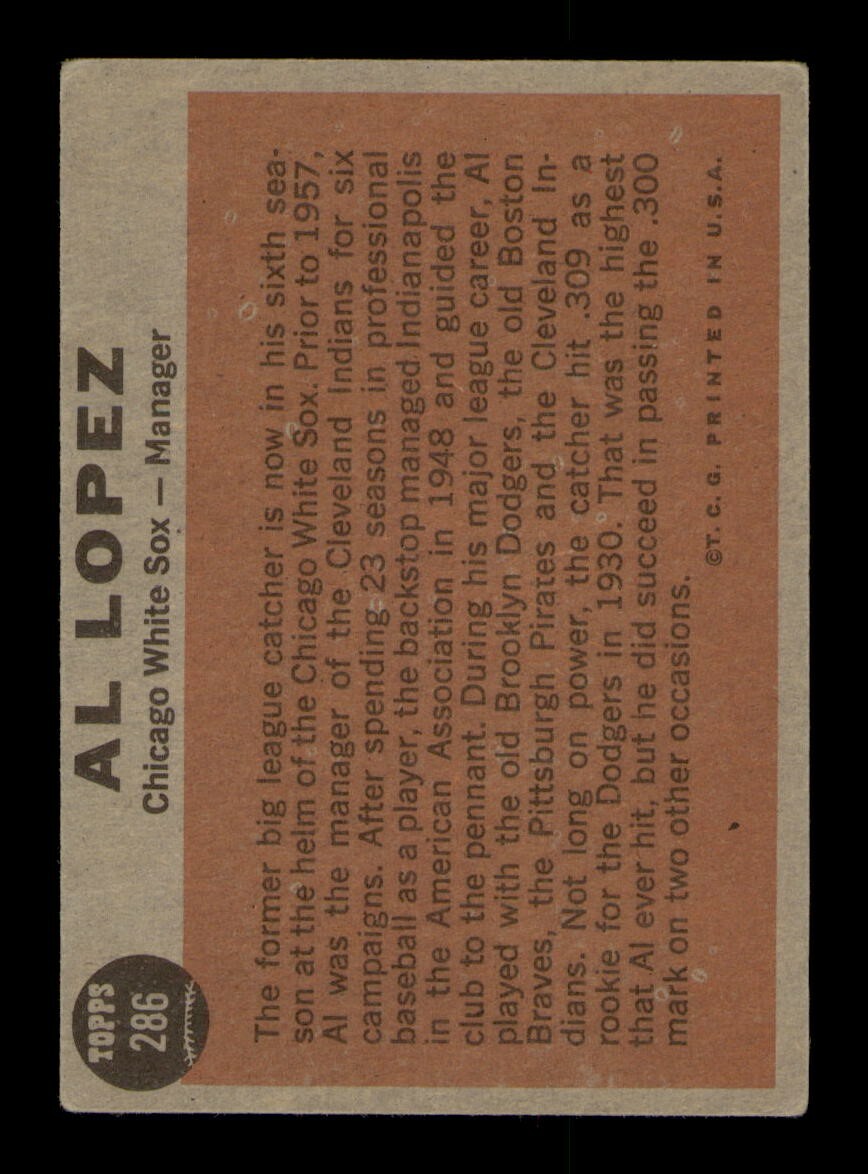 TOPPS
286
AL LOPEZ
Chicago White Sox — Manager
The former big league catcher is now in his sixth sea-
son at the helm of the Chicago White Sox. Prior to 1957,
Al was the manager of the Cleveland Indians for six
campaigns. After spending 23 seasons in professional
baseball as a player, the backstop managed Indianapolis
in the American Association in 1948 and guided the
club to the pennant. During his major league career, Al
played with the old Brooklyn Dodgers, the old Boston
Braves, the Pittsburgh Pirates and the Cleveland In-
dians. Not long on power, the catcher hit .309 as a
rookie for the Dodgers in 1930. That was the highest
that Al ever hit, but he did succeed in passing the .300
mark on two other occasions.
©T. C. G. PRINTED IN U.S.A.